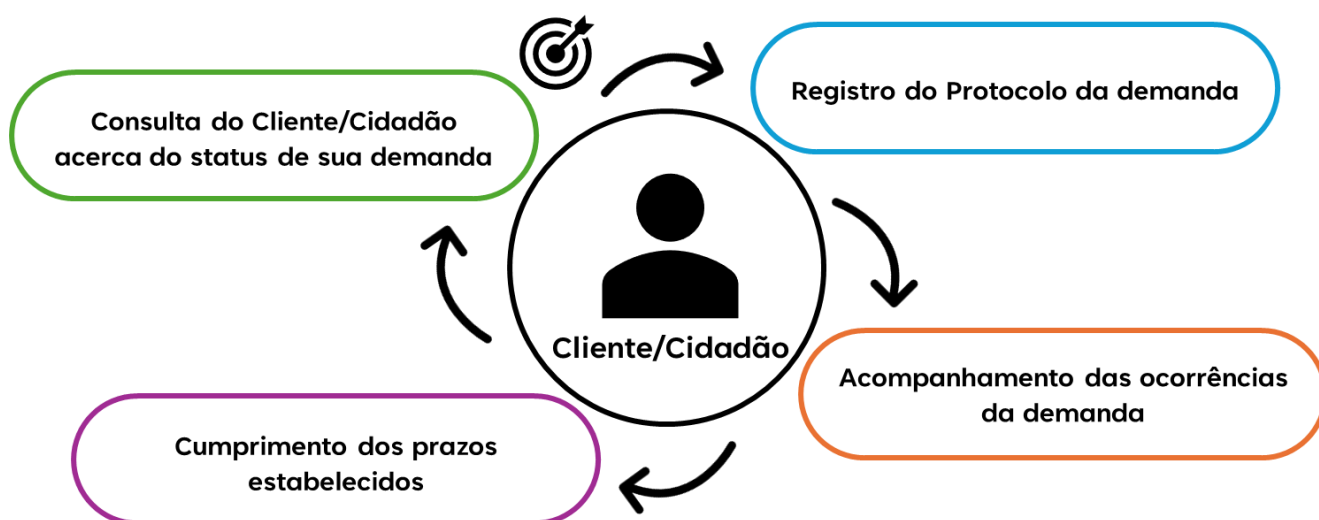 Consulta do Cliente/Cidadão
acerca do status de sua demanda
Registro do Protocolo da demanda
Cliente/Cidadão
Acompanhamento das ocorrências
da demanda
Cumprimento dos prazos
estabelecidos